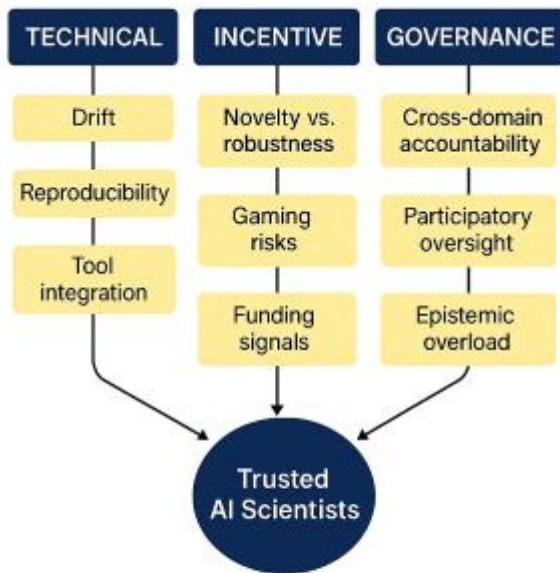 TECHNICAL
Drift
Reproducibility
Tool
integration
INCENTIVE
Novelty vs.
robustness
Gaming
risks
Funding
signals
GOVERNANCE
Cross-domain
accountability
Participatory
oversight
Epistemic
overload
Trusted
AI Scientists